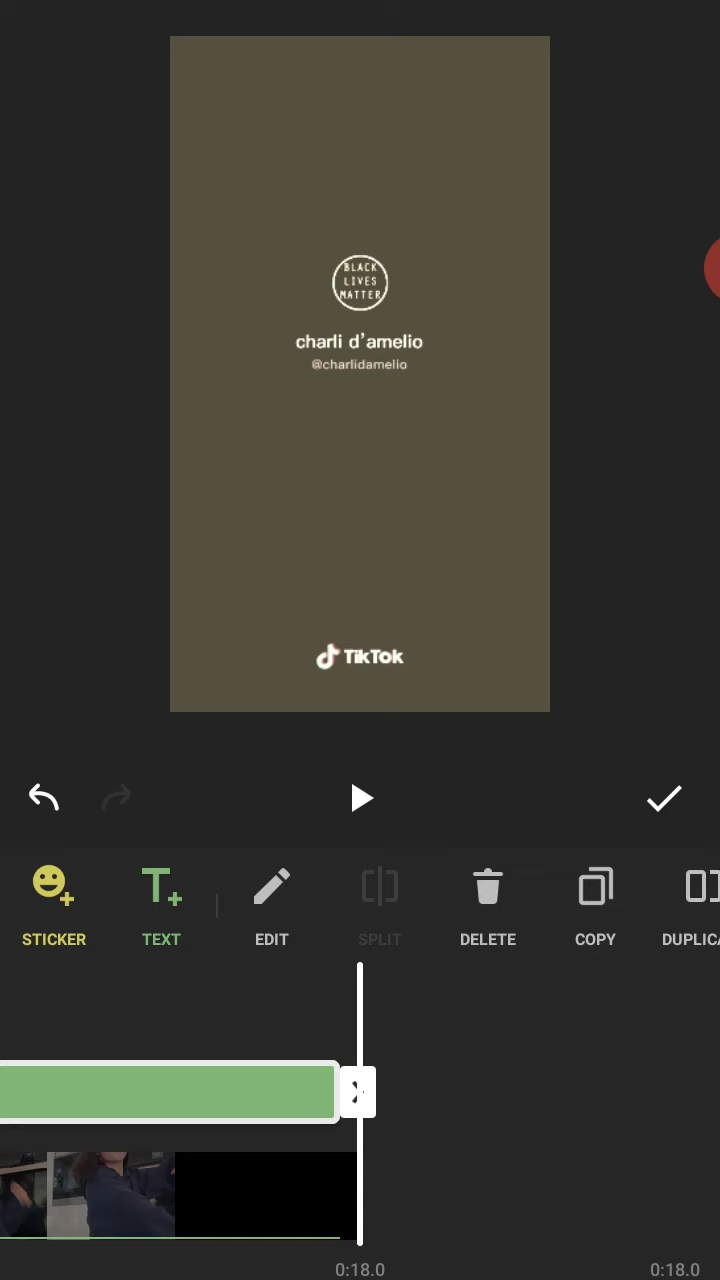 BLACK
LIVES
MATTER
charli d'amelio
@charlidamelio
TikTok
STICKER
TEXT
EDIT
SPLIT
DELETE
COPY
DUPLICA
0:18.0
0:18.0